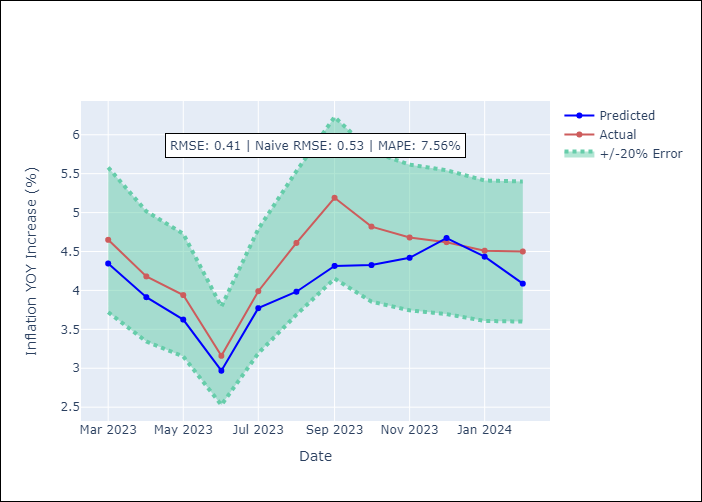 RMSE: 0.41 | Naive RMSE: 0.53 | MAPE: 7.56%
Predicted
Actual
+/-20% Error
Inflation YOY Increase (%)
6
5.5
5
4.5
4
3.5
3
2.5
Mar 2023
May 2023
Jul 2023
Sep 2023
Nov 2023
Jan 2024
Date